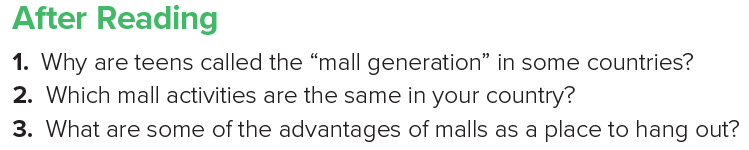 After Reading
1. Why are teens called the “mall generation” in some countries?
2. Which mall activities are the same in your country?
3. What are some of the advantages of malls as a place to hang out?